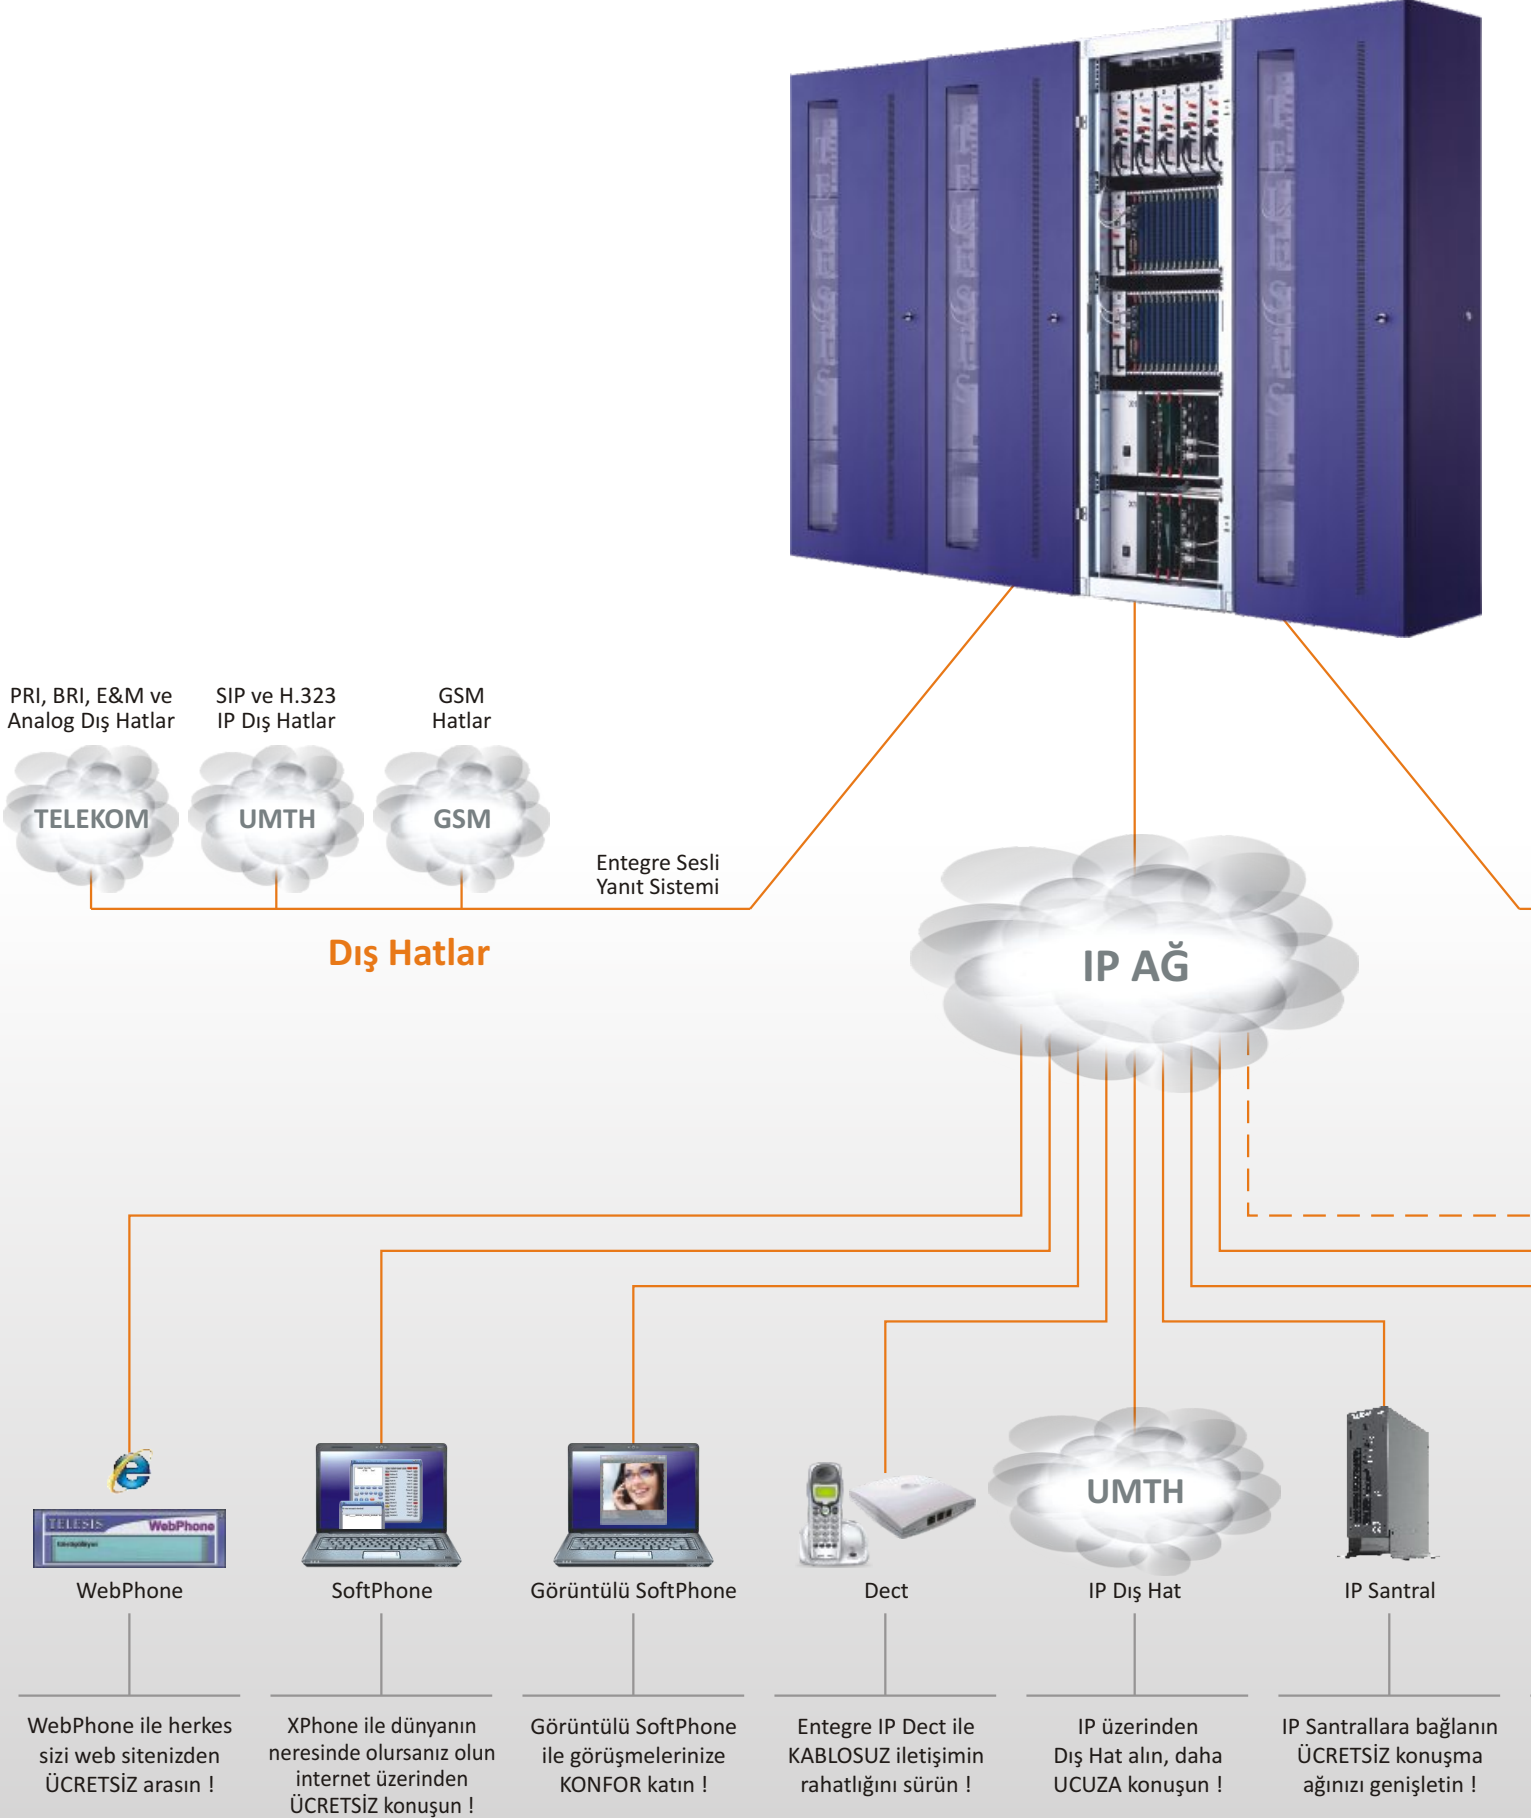 TELESIS
TELESIS
TELESIS
PRI, BRI, E&M ve
Analog Dış Hatlar
SIP ve H.323
IP Dış Hatlar
GSM
Hatlar
TELEKOM
UMTH
GSM
Entegre Sesli
Yanıt Sistemi
Dış Hatlar
IP AĞ
UMTH
TELESIS
WebPhone
WebPhone
SoftPhone
Görüntülü SoftPhone
Dect
IP Dış Hat
IP Santral
WebPhone ile herkes
sizi web sitenizden
ÜCRETSİZ arasın !
XPhone ile dünyanın
neresinde olursanız olun
internet üzerinden
ÜCRETSİZ konuşun !
Görüntülü SoftPhone
ile görüşmelerinize
KONFOR katın !
Entegre IP Dect ile
KABLOSUZ iletişimin
rahatlığını sürün !
IP üzerinden
Dış Hat alın, daha
UCUZA konuşun !
IP Santrallara bağlanın
ÜCRETSİZ konuşma
ağınızı genişletin !